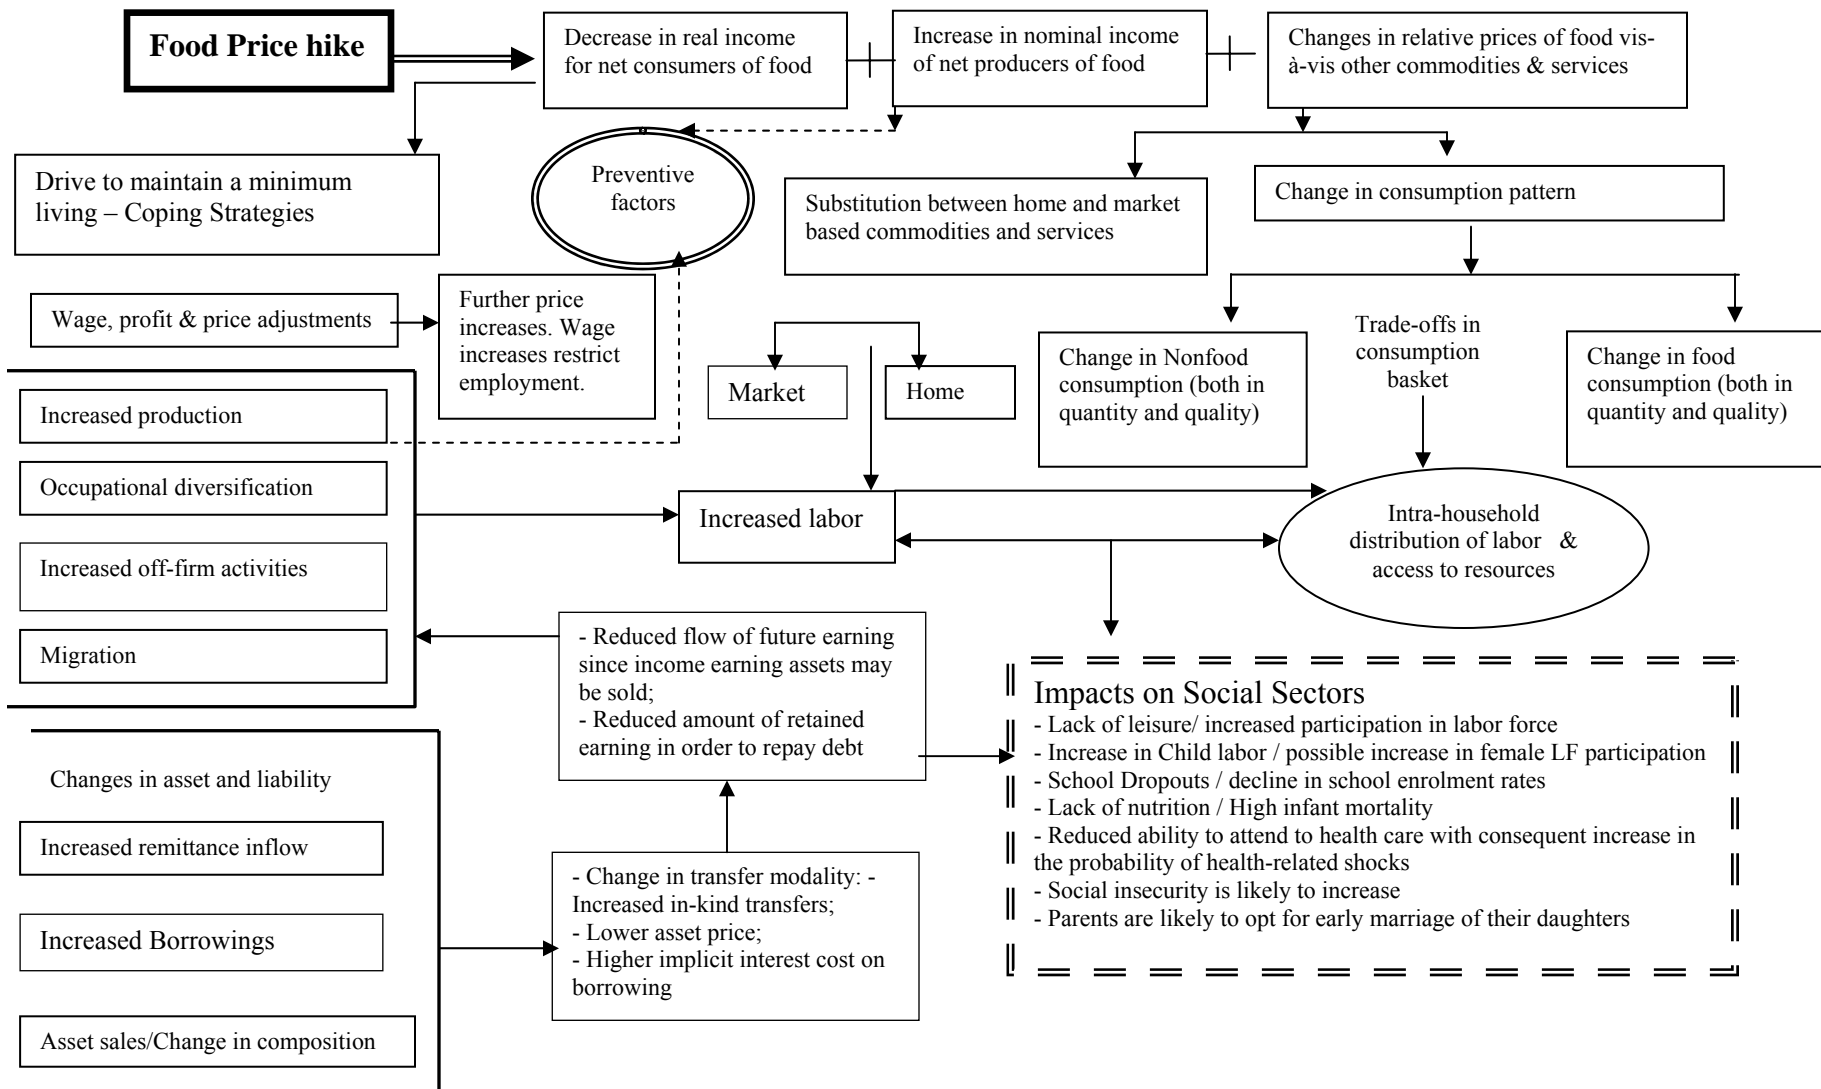 Food Price hike
Decrease in real income
for net consumers of food
Increase in nominal income
of net producers of food
Changes in relative prices of food vis-
à-vis other commodities & services
Drive to maintain a minimum
living – Coping Strategies
Preventive
factors
Substitution between home and market
based commodities and services
Change in consumption pattern
Wage, profit & price adjustments
Further price
increases. Wage
increases restrict
employment.
Market
Home
Change in Nonfood
consumption (both in
quantity and quality)
Trade-offs in
consumption
basket
Change in food
consumption (both in
quantity and quality)
Increased production
Occupational diversification
Increased off-firm activities
Migration
Increased labor
Intra-household
distribution of labor &
access to resources
- Reduced flow of future earning
since income earning assets may
be sold;
- Reduced amount of retained
earning in order to repay debt
Impacts on Social Sectors
- Lack of leisure/ increased participation in labor force
- Increase in Child labor / possible increase in female LF participation
- School Dropouts / decline in school enrolment rates
- Lack of nutrition / High infant mortality
- Reduced ability to attend to health care with consequent increase in
the probability of health-related shocks
- Social insecurity is likely to increase
- Parents are likely to opt for early marriage of their daughters
Changes in asset and liability
Increased remittance inflow
Increased Borrowings
Asset sales/Change in composition
- Change in transfer modality: -
Increased in-kind transfers;
- Lower asset price;
- Higher implicit interest cost on
borrowing